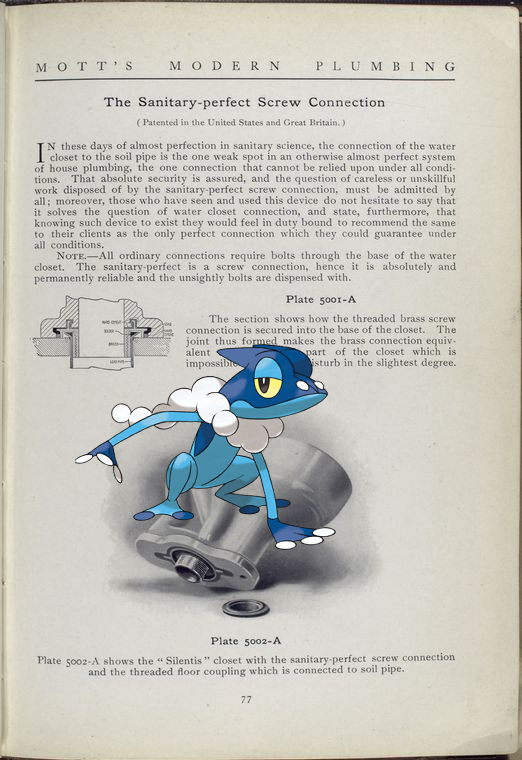 MOTT'S MODERN PLUMBING
The Sanitary-perfect Screw Connection
( Patented in the United States and Great Britain. )
IN these days of almost perfection in sanitary science, the connection of the water
closet to the soil pipe is the one weak spot in an otherwise almost perfect system
of house plumbing, the one connection that cannot be relied upon under all condi-
tions. That absolute security is assured, and the question of careless or unskillful
work disposed of by the sanitary-perfect screw connection, must be admitted by
all; moreover, those who have seen and used this device do not hesitate to say that
it solves the question of water closet connection, and state, furthermore, that
knowing such device to exist they would feel in duty bound to recommend the same
to their clients as the only perfect connection which they could guarantee under
all conditions.
NOTE.—All ordinary connections require bolts through the base of the water
closet. The sanitary-perfect is a screw connection, hence it is absolutely and
permanently reliable and the unsightly bolts are dispensed with.
Plate 5001-A
The section shows how the threaded brass screw
connection is secured into the base of the closet. The
joint thus formed makes the brass connection equiv-
alent part of the closet which is
impossible isturb in the slightest degree.
Plate 5002-A
Plate 5002-A shows the "Silentis" closet with the sanitary-perfect screw connection
and the threaded floor coupling which is connected to soil pipe.
77